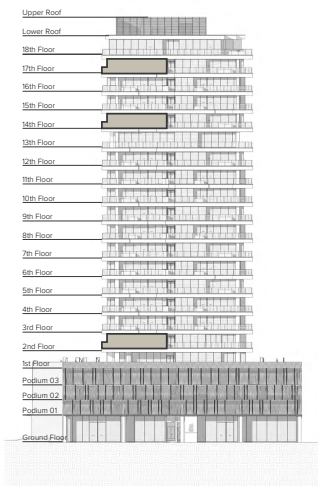 Upper Roof
Lower Roof
18th Floor
17th Floor
16th Floor
15th Floor
14th Floor
13th Floor
12th Floor
11th Floor
10th Floor
9th Floor
8th Floor
7th Floor
6th Floor
5th Floor
4th Floor
3rd Floor
2nd Floor
1st Floor
Podium 03
Podium 02
Podium 01
Ground Floor